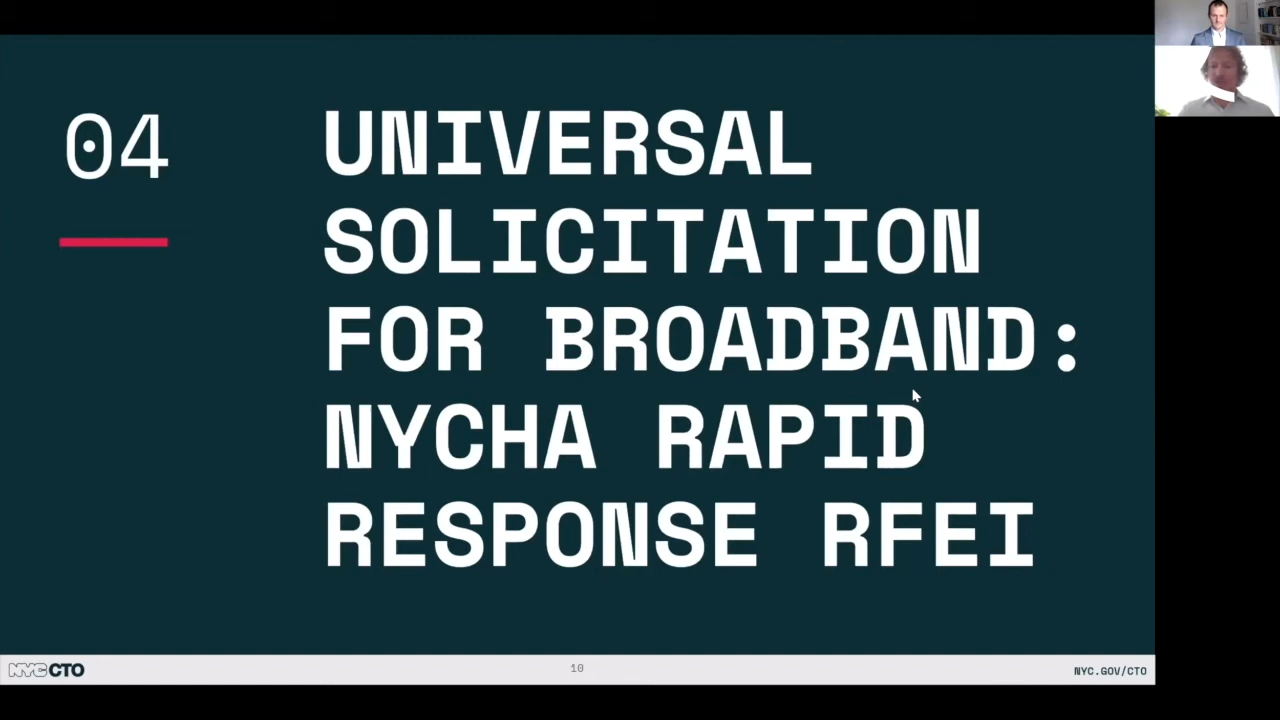 04
UNIVERSAL
SOLICITATION
FOR BROADBAND:
NYCHA RAPID
RESPONSE RFEI
NYC CTO
10
NYC.GOV/CTO